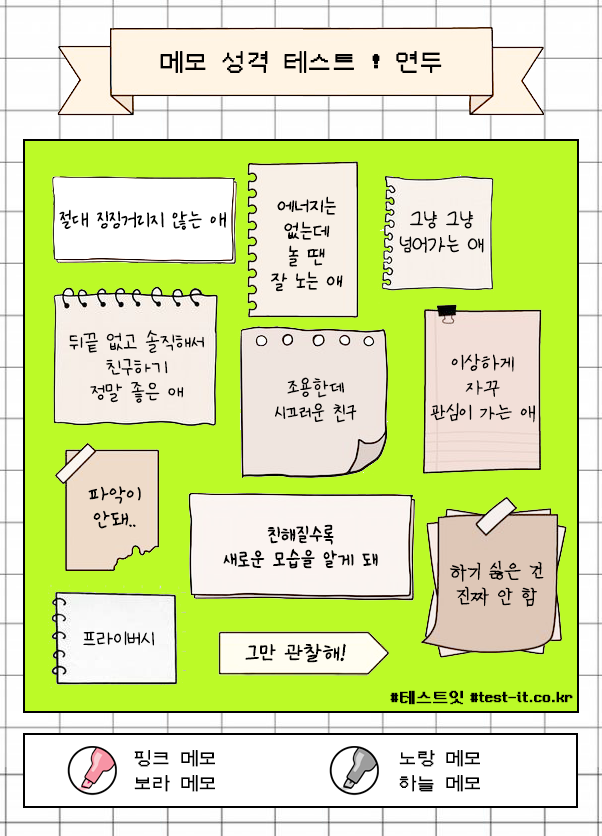 메모 성격 테스트 ! 연두
절대 징징거리지 않는 애
에너지는
없는데
놀 땐
잘 노는 애
그냥 그냥
넘어가는 애
뒤끝 없고 솔직해서
친구하기
정말 좋은 애
조용한데
시끄러운 친구
이상하게
자꾸
관심이 가는 애
파악이
안돼..
친해질수록
새로운 모습을 알게 돼
하기 싫은 건
진짜 안 함
프라이버시
그만 관찰해!
#테스트잇 #test-it.co.kr
핑크 메모
보라 메모
노랑 메모
하늘 메모